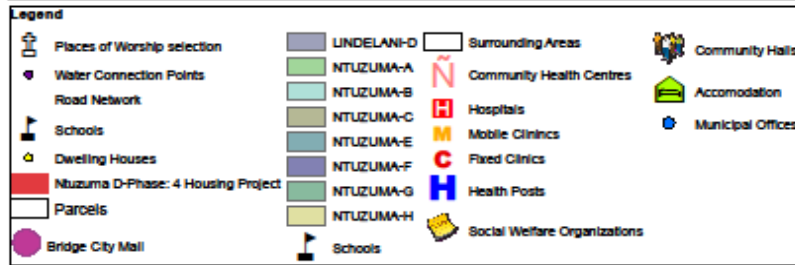 Legend
Places of Worship selection
Water Connection Points
Road Network
Schools
Dwelling Houses
Ntuzuma D-Phase: 4 Housing Project
Parcels
Bridge City Mall
LINDELANI-D
NTUZUMA-A
NTUZUMA-B
NTUZUMA-C
NTUZUMA-E
NTUZUMA-F
NTUZUMA-G
NTUZUMA-H
Schools
Surrounding Areas
Ñ Community Health Centres
H Hospitals
M Mobile Clinincs
C Fixed Clinics
H Health Posts
Social Welfare Organizations
Community Halls
Accomodation
Municipal Offices